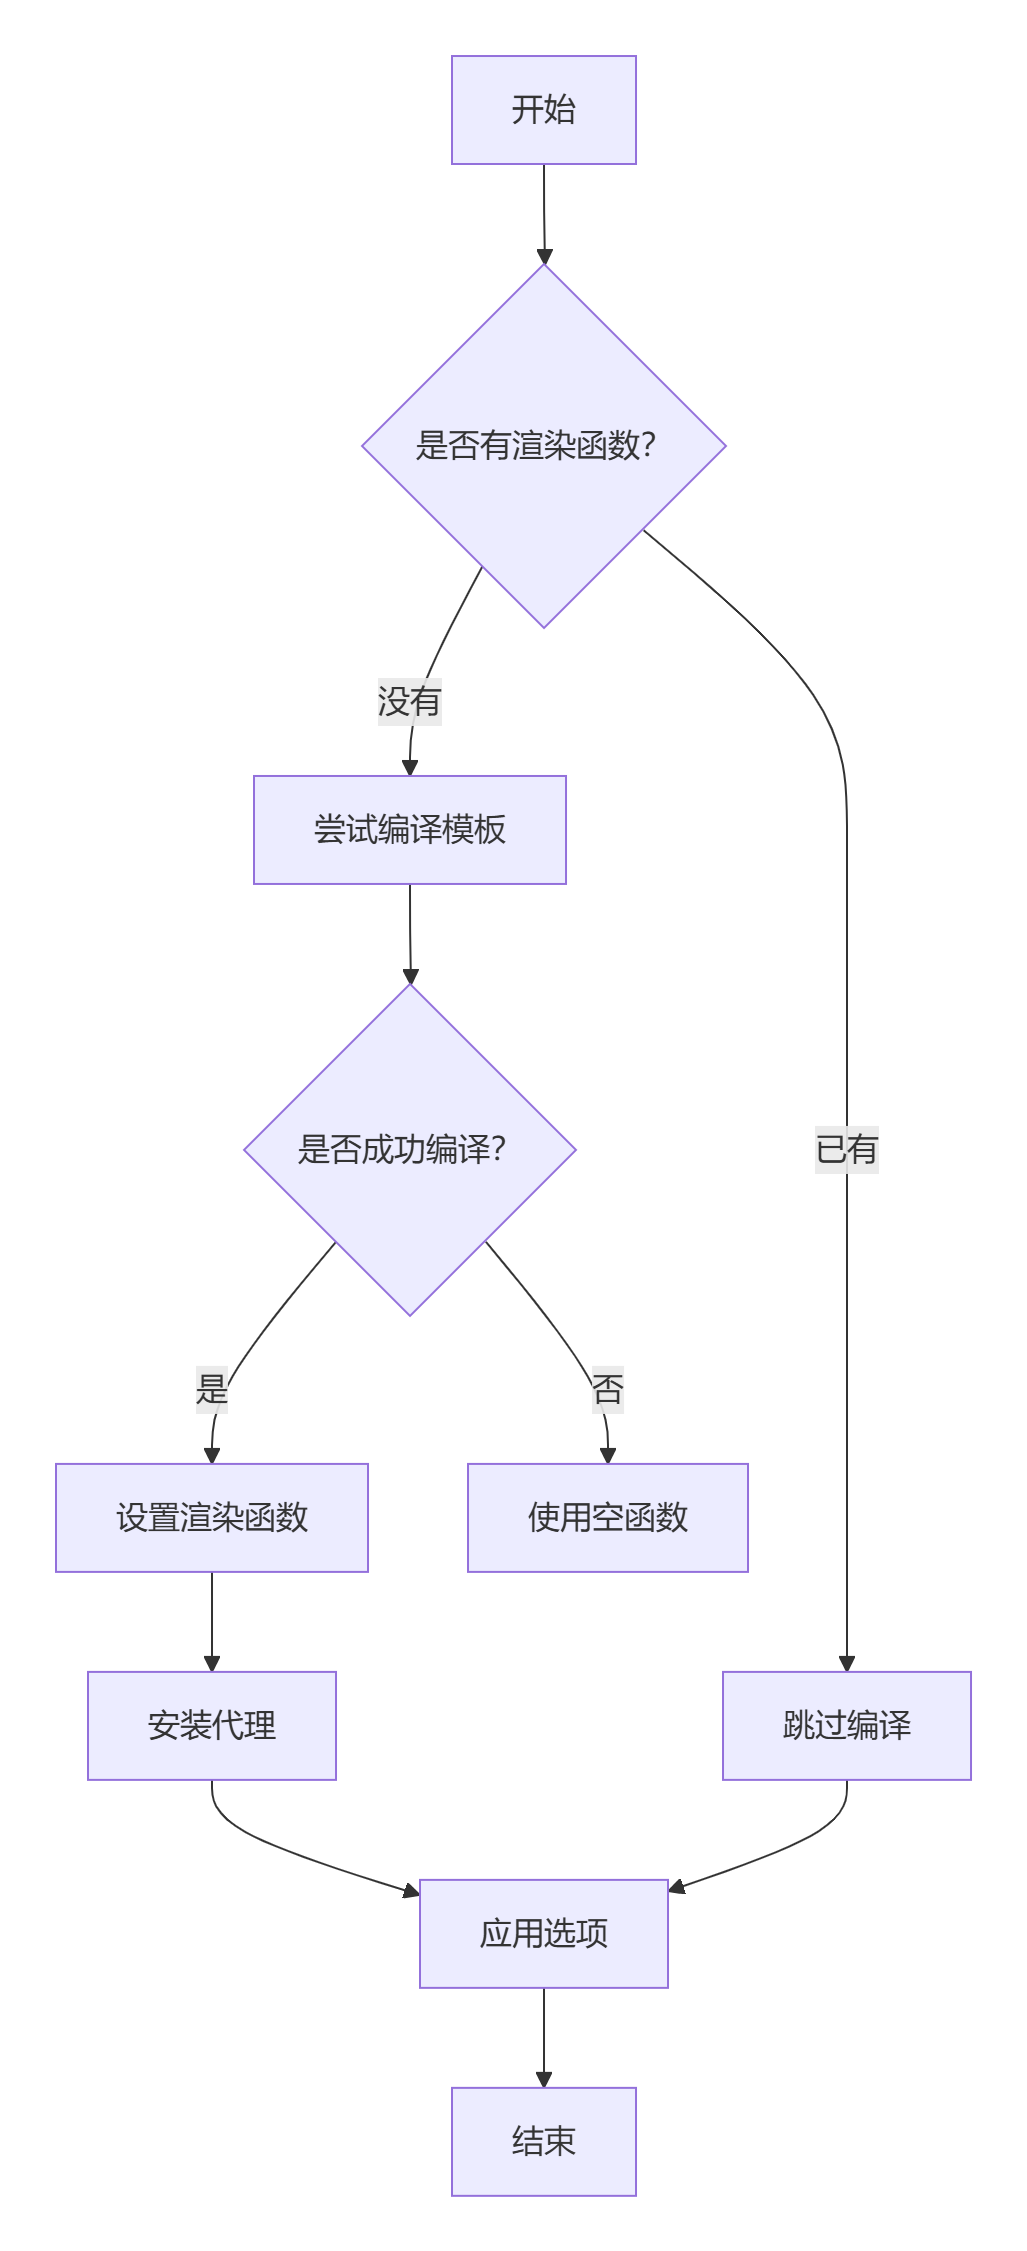 开始
是否有渲染函数?
没有
尝试编译模板
是否成功编译?
已有
是
否
设置渲染函数
使用空函数
安装代理
跳过编译
应用选项
结束